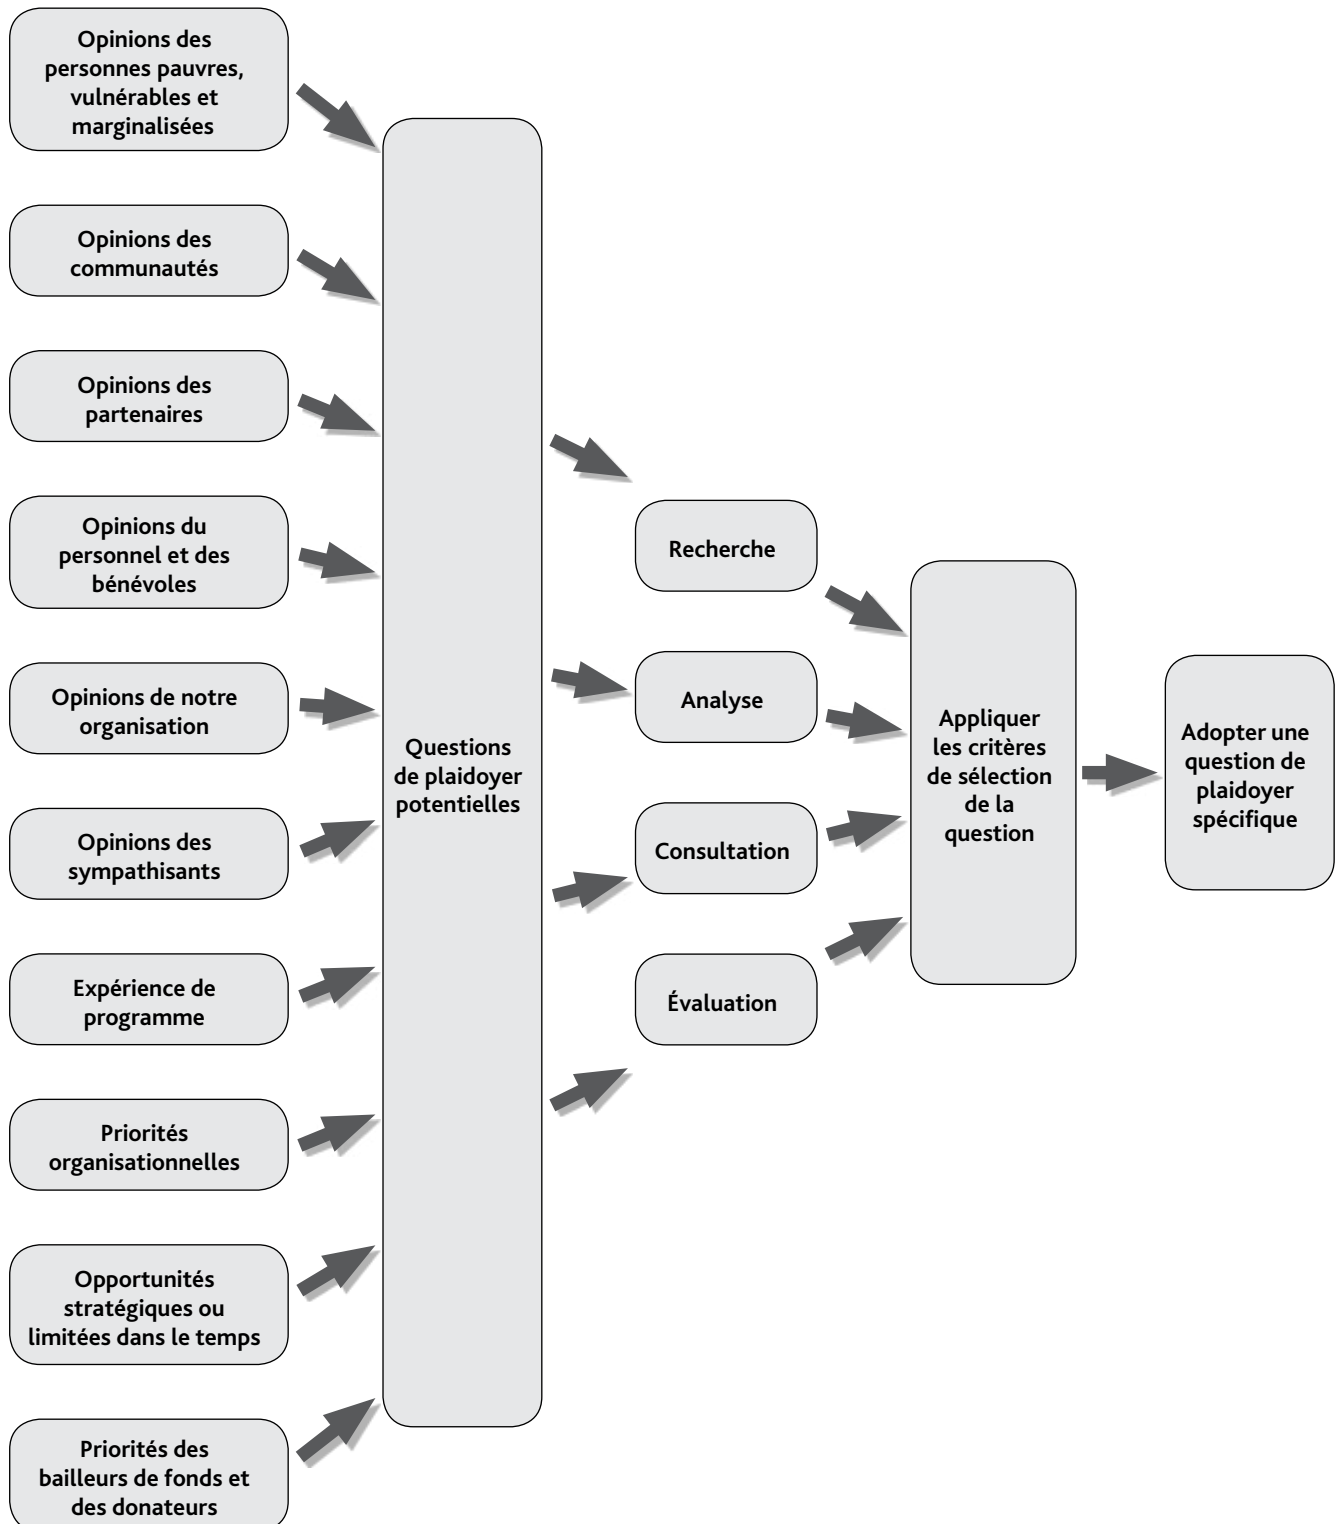 Opinions des
personnes pauvres,
vulnérables et
marginalisées
Opinions des
communautés
Opinions des
partenaires
Opinions du
personnel et des
bénévoles
Opinions de notre
organisation
Opinions des
sympathisants
Expérience de
programme
Priorités
organisationnelles
Opportunités
stratégiques ou
limitées dans le temps
Priorités des
bailleurs de fonds et
des donateurs
Questions
de plaidoyer
potentielles
Recherche
Analyse
Consultation
Évaluation
Appliquer
les critères
de sélection
de la
question
Adopter une
question de
plaidoyer
spécifique